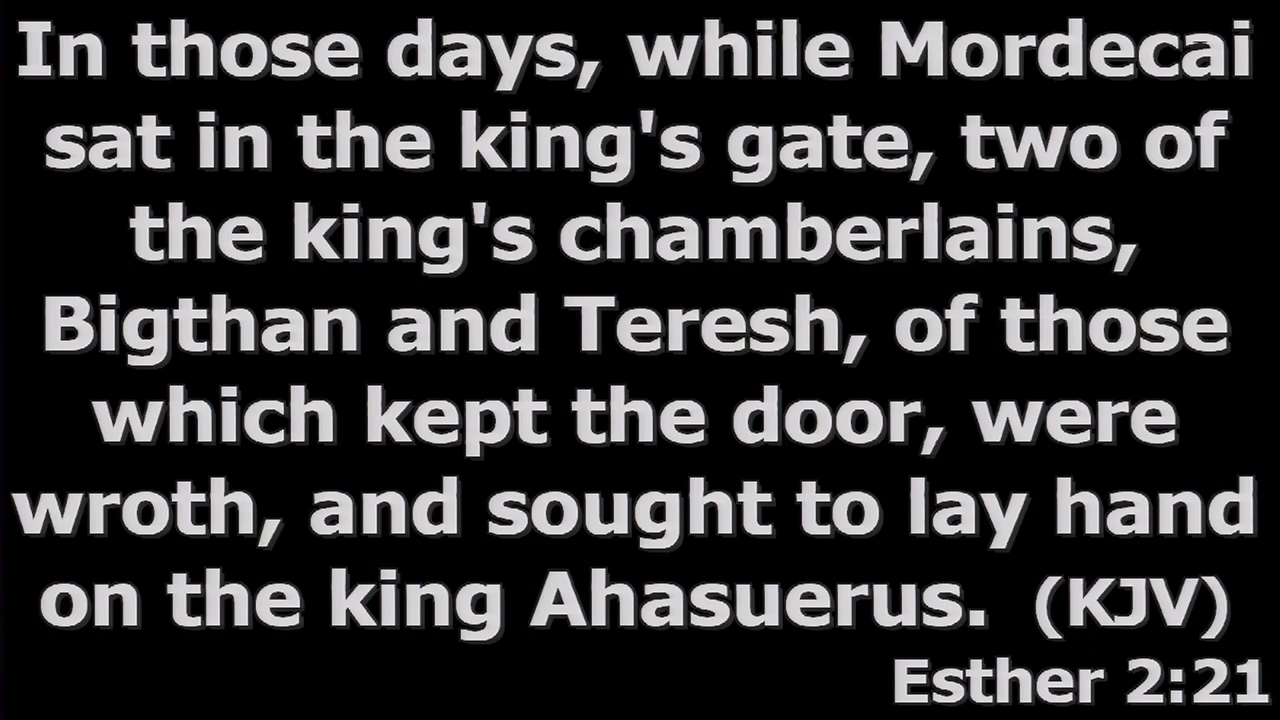 In those days, while Mordecai
sat in the king's gate, two of
the king's chamberlains,
Bigthan and Teresh, of those
which kept the door, were
wroth, and sought to lay hand
on the king Ahasuerus. (KJV)
Esther 2:21